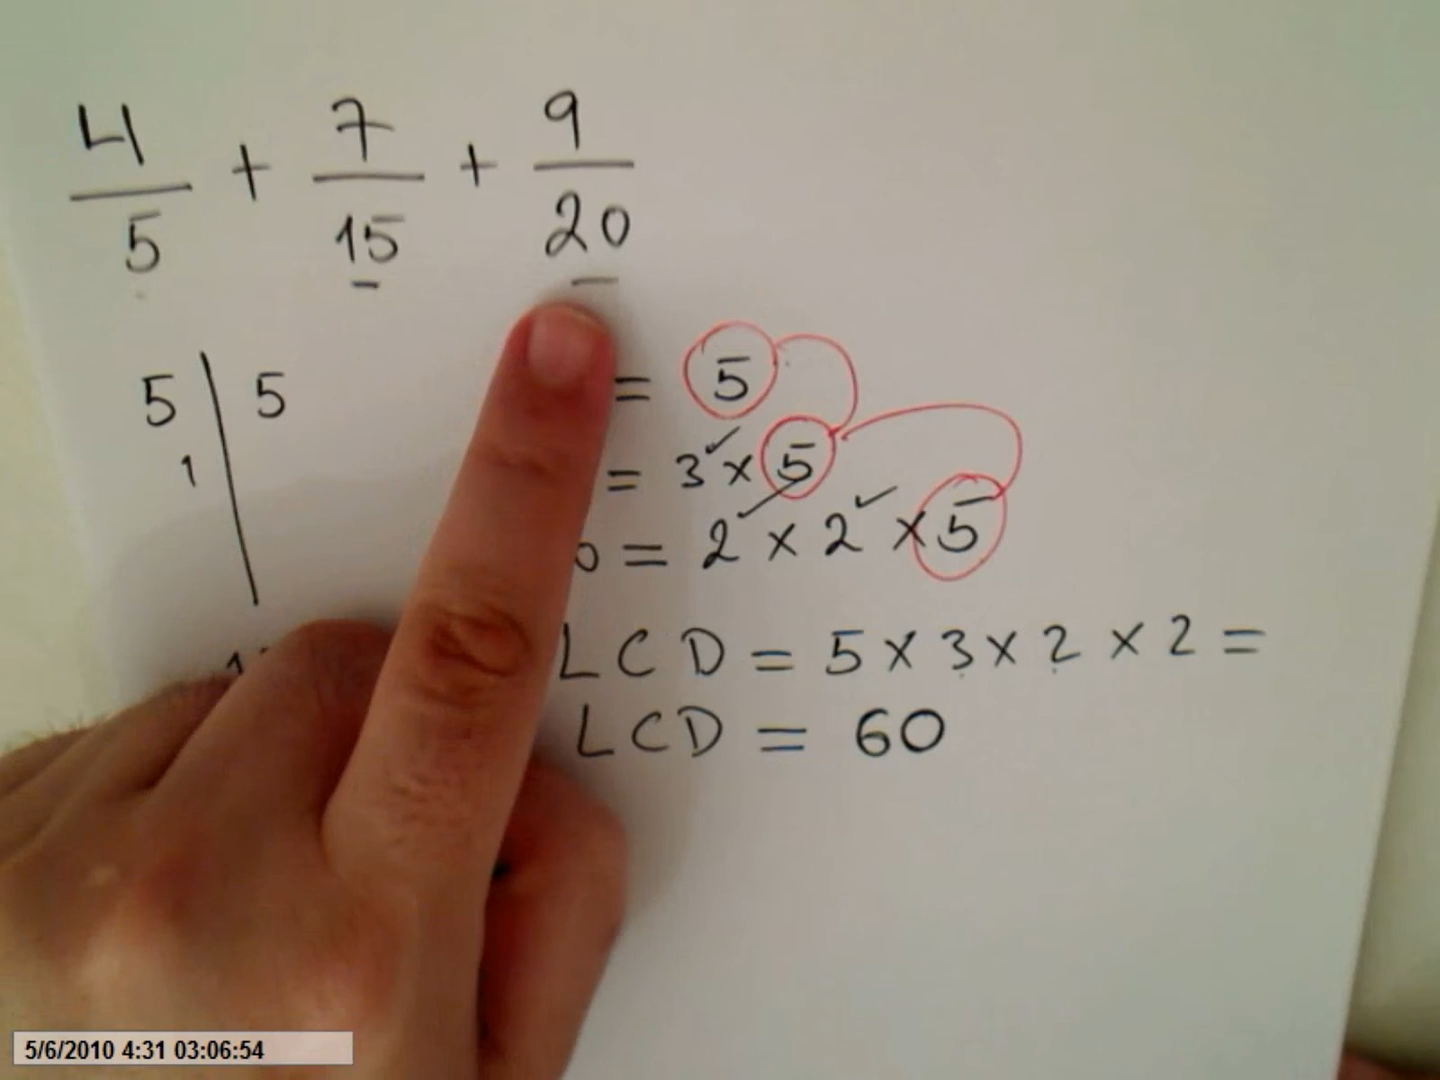 4/5 + 7/15 + 9/20
5 | 5
1
= 5
= 3 × 5
0 = 2 × 2 × 5
LCD = 5 × 3 × 2 × 2 =
LCD = 60
5/6/2010 4:31 03:06:54